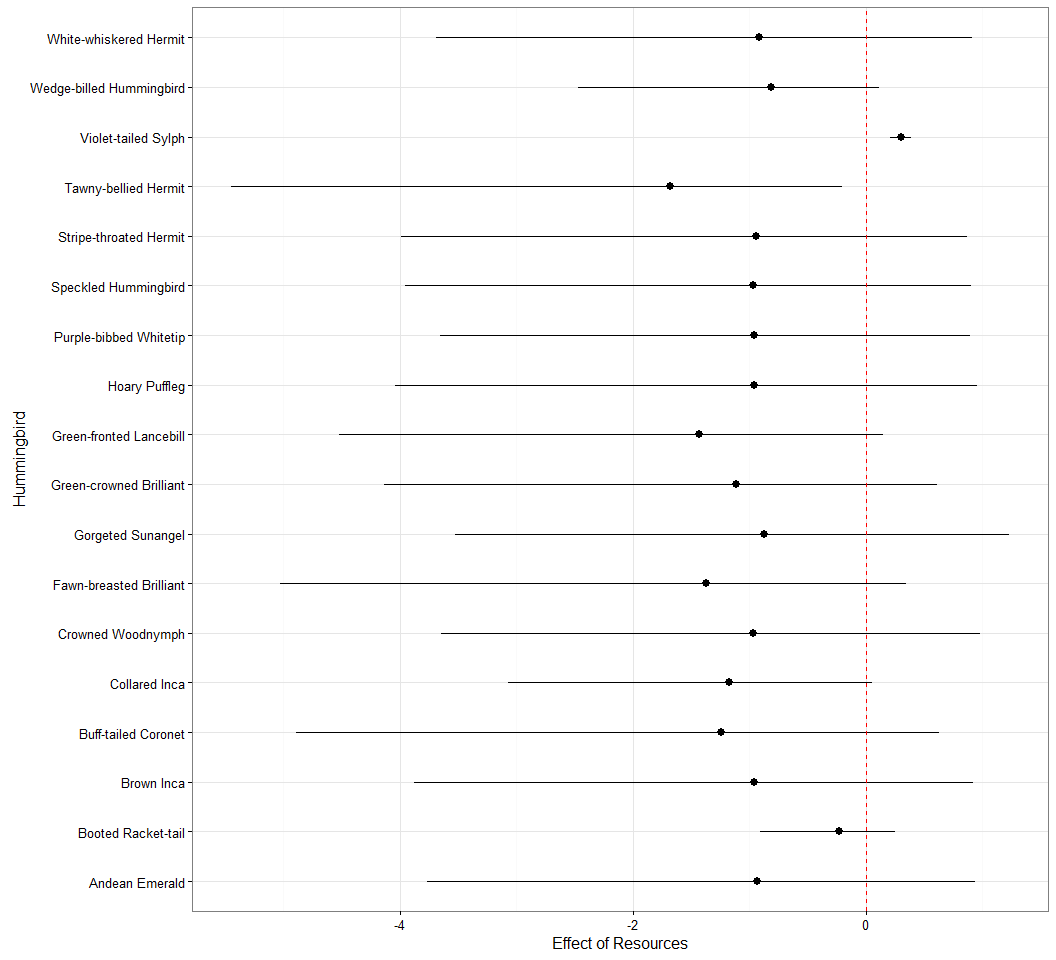 White-whiskered Hermit
Wedge-billed Hummingbird
Violet-tailed Sylph
Tawny-bellied Hermit
Stripe-throated Hermit
Speckled Hummingbird
Purple-bibbed Whitetip
Hoary Puffleg
Green-fronted Lancebill
Green-crowned Brilliant
Gorgeted Sunangel
Fawn-breasted Brilliant
Crowned Woodnymph
Collared Inca
Buff-tailed Coronet
Brown Inca
Booted Racket-tail
Andean Emerald
Hummingbird
-4 -2 0
Effect of Resources